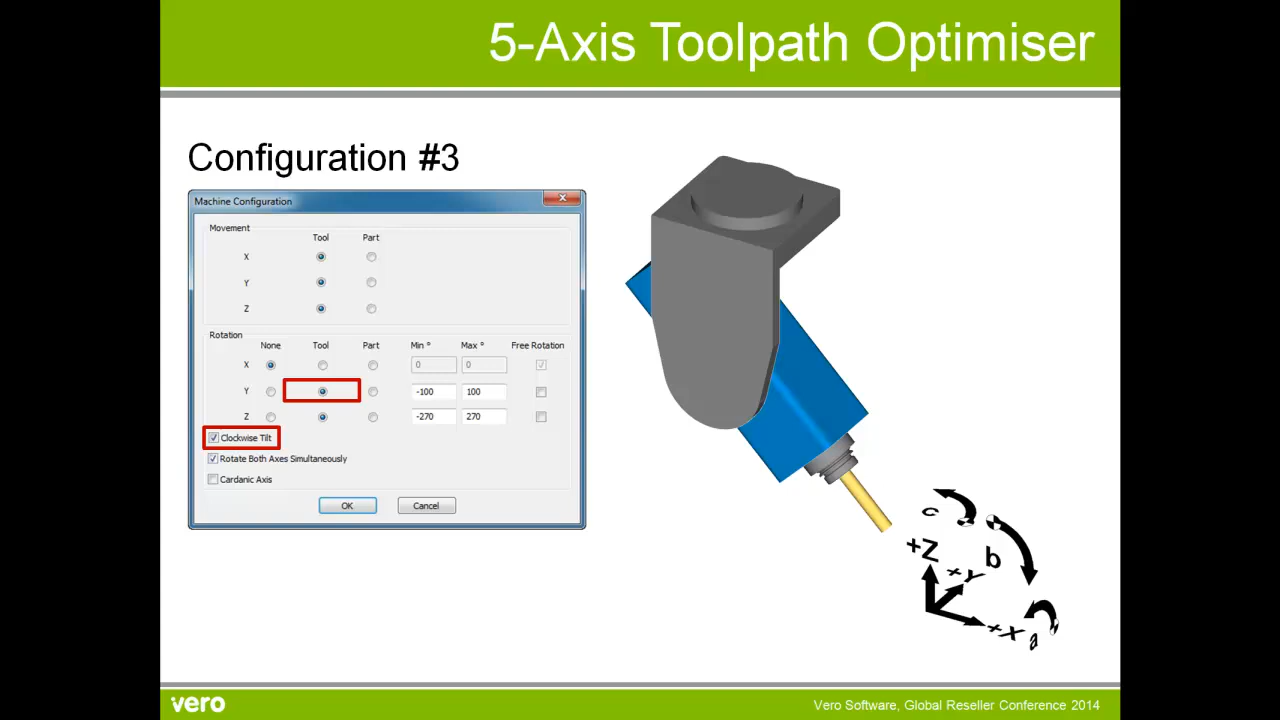 5-Axis Toolpath Optimiser
Configuration #3
Machine Configuration
Movement
Tool Part
X
Y
Z
Rotation
None Tool Part Min ° Max ° Free Rotation
X 0 0
Y -100 100
Z -270 270
Clockwise Tilt
Rotate Both Axes Simultaneously
Cardanic Axis
OK Cancel
c
+Z
b
+Y
+X
a
vero
Vero Software, Global Reseller Conference 2014